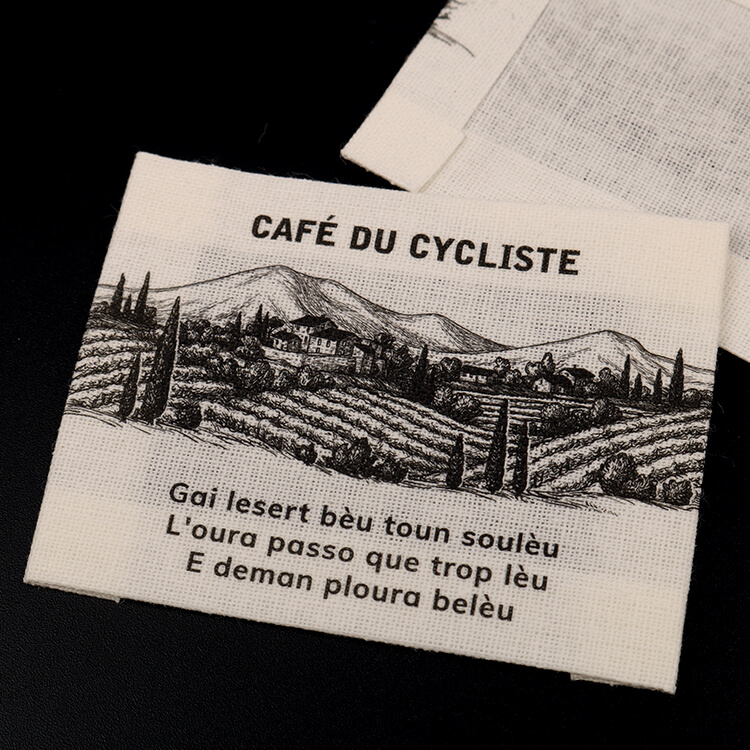 CAFÉ DU CYCLISTE
Gai lesert bèu toun soulèu
L'oura passo que trop lèu
E deman ploura belèu